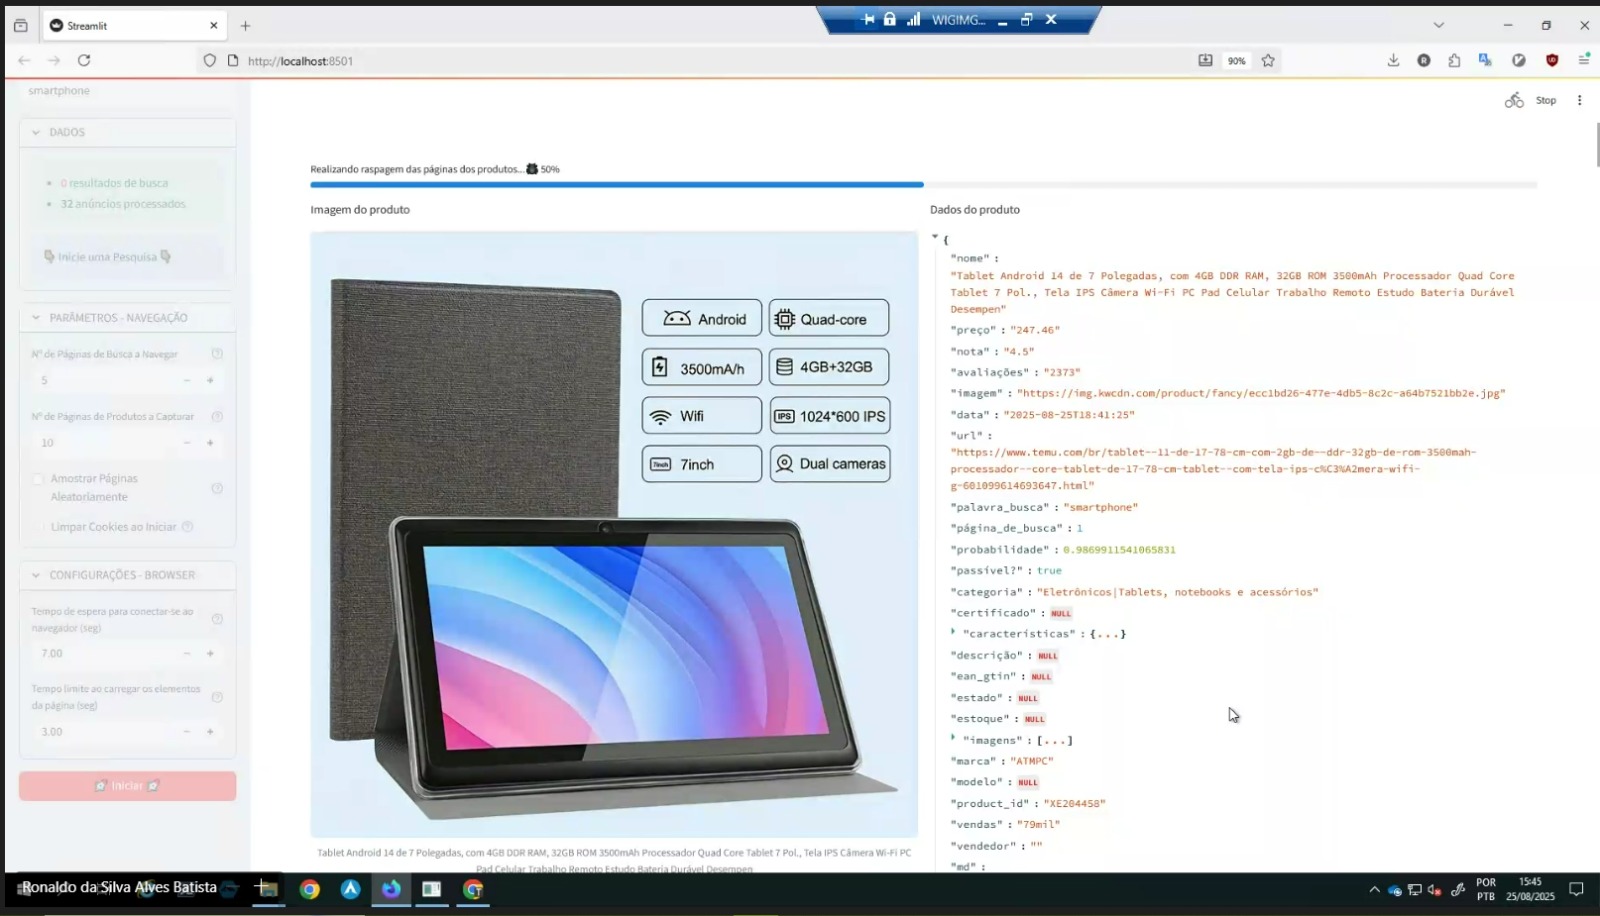 Streamlit
WIGIMG...
http://localhost:8501
90%
smartphone
Stop
DADOS
0 resultados de busca
32 anúncios processados
Inicie uma Pesquisa
PARÂMETROS - NAVEGAÇÃO
Nº de Páginas de Busca a Navegar
5
Nº de Páginas de Produtos a Capturar
10
Amostrar Páginas
Aleatoriamente
Limpar Cookies ao Iniciar
CONFIGURAÇÕES - BROWSER
Tempo de espera para conectar-se ao
navegador (seg)
7.00
Tempo limite ao carregar os elementos
da página (seg)
3.00
Iniciar
Realizando raspagem das páginas dos produtos... 50%
Imagem do produto
Android
Quad-core
3500mA/h
4GB+32GB
Wifi
IPS 1024*600 IPS
7inch 7inch
Dual cameras
Tablet Android 14 de 7 Polegadas, com 4GB DDR RAM, 32GB ROM 3500mAh Processador Quad Core Tablet 7 Pol., Tela IPS Câmera Wi-Fi PC
Pad Celular Trabalho Remoto Estudo Bateria Durável Desempen
Dados do produto
{
"nome" :
"Tablet Android 14 de 7 Polegadas, com 4GB DDR RAM, 32GB ROM 3500mAh Processador Quad Core
Tablet 7 Pol., Tela IPS Câmera Wi-Fi PC Pad Celular Trabalho Remoto Estudo Bateria Durável
Desempen"
"preço" : "247.46"
"nota" : "4.5"
"avaliações" : "2373"
"imagem" : "https://img.kwcdn.com/product/fancy/ecc1bd26-477e-4db5-8c2c-a64b7521bb2e.jpg"
"data" : "2025-08-25T18:41:25"
"url" :
"https://www.temu.com/br/tablet--11-de-17-78-cm-com-2gb-de--ddr-32gb-de-rom-3500mah-
processador--core-tablet-de-17-78-cm-tablet--com-tela-ips-c%C3%A2mera-wifi-
g-601099614693647.html"
"palavra_busca" : "smartphone"
"página_de_busca" : 1
"probabilidade" : 0.9869911541065831
"passível?" : true
"categoria" : "Eletrônicos|Tablets, notebooks e acessórios"
"certificado" : NULL
"características" : {...}
"descrição" : NULL
"ean_gtin" : NULL
"estado" : NULL
"estoque" : NULL
"imagens" : [...]
"marca" : "ATMPC"
"modelo" : NULL
"product_id" : "XE204458"
"vendas" : "79mil"
"vendedor" : ""
"md" :
Ronaldo da Silva Alves Batista
POR
PTB
15:45
25/08/2025